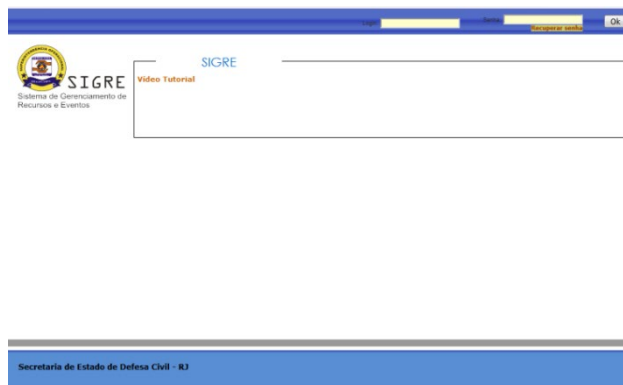 Login
Senha
Ok
Recuperar senha
SIGRE
Vídeo Tutorial
SIGRE
Sistema de Gerenciamento de
Recursos e Eventos
Secretaria de Estado de Defesa Civil - RJ